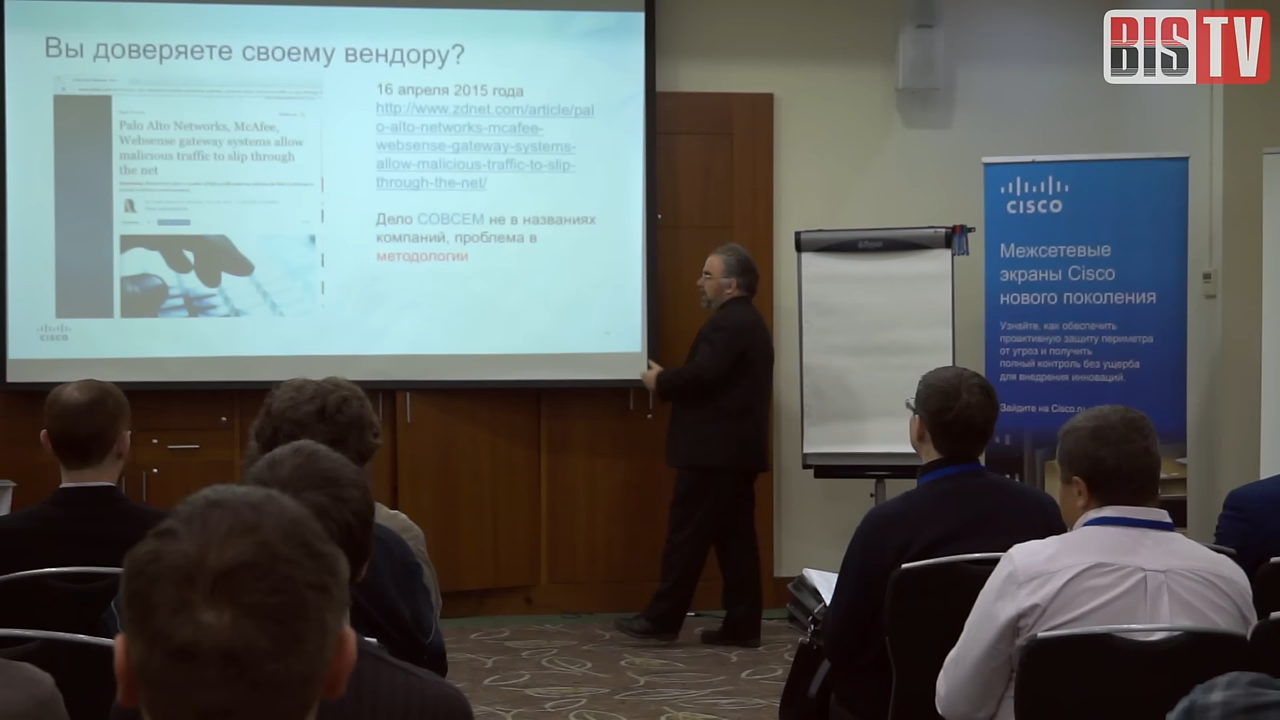 Вы доверяете своему вендору?
Palo Alto Networks, McAfee,
Websense gateway systems allow
malicious traffic to slip through
the net
16 апреля 2015 года
http://www.zdnet.com/article/pal
o-alto-networks-mcafee-
websense-gateway-systems-
allow-malicious-traffic-to-slip-
through-the-net/
Дело СОВСЕМ не в названиях
компаний, проблема в
методологии
CISCO
BISTV
CISCO
Межсетевые
экраны Cisco
нового поколения
Узнайте, как обеспечить
проактивную защиту периметра
от угроз и получить
полный контроль без ущерба
для внедрения инноваций.
Зайдите на Cisco.ru